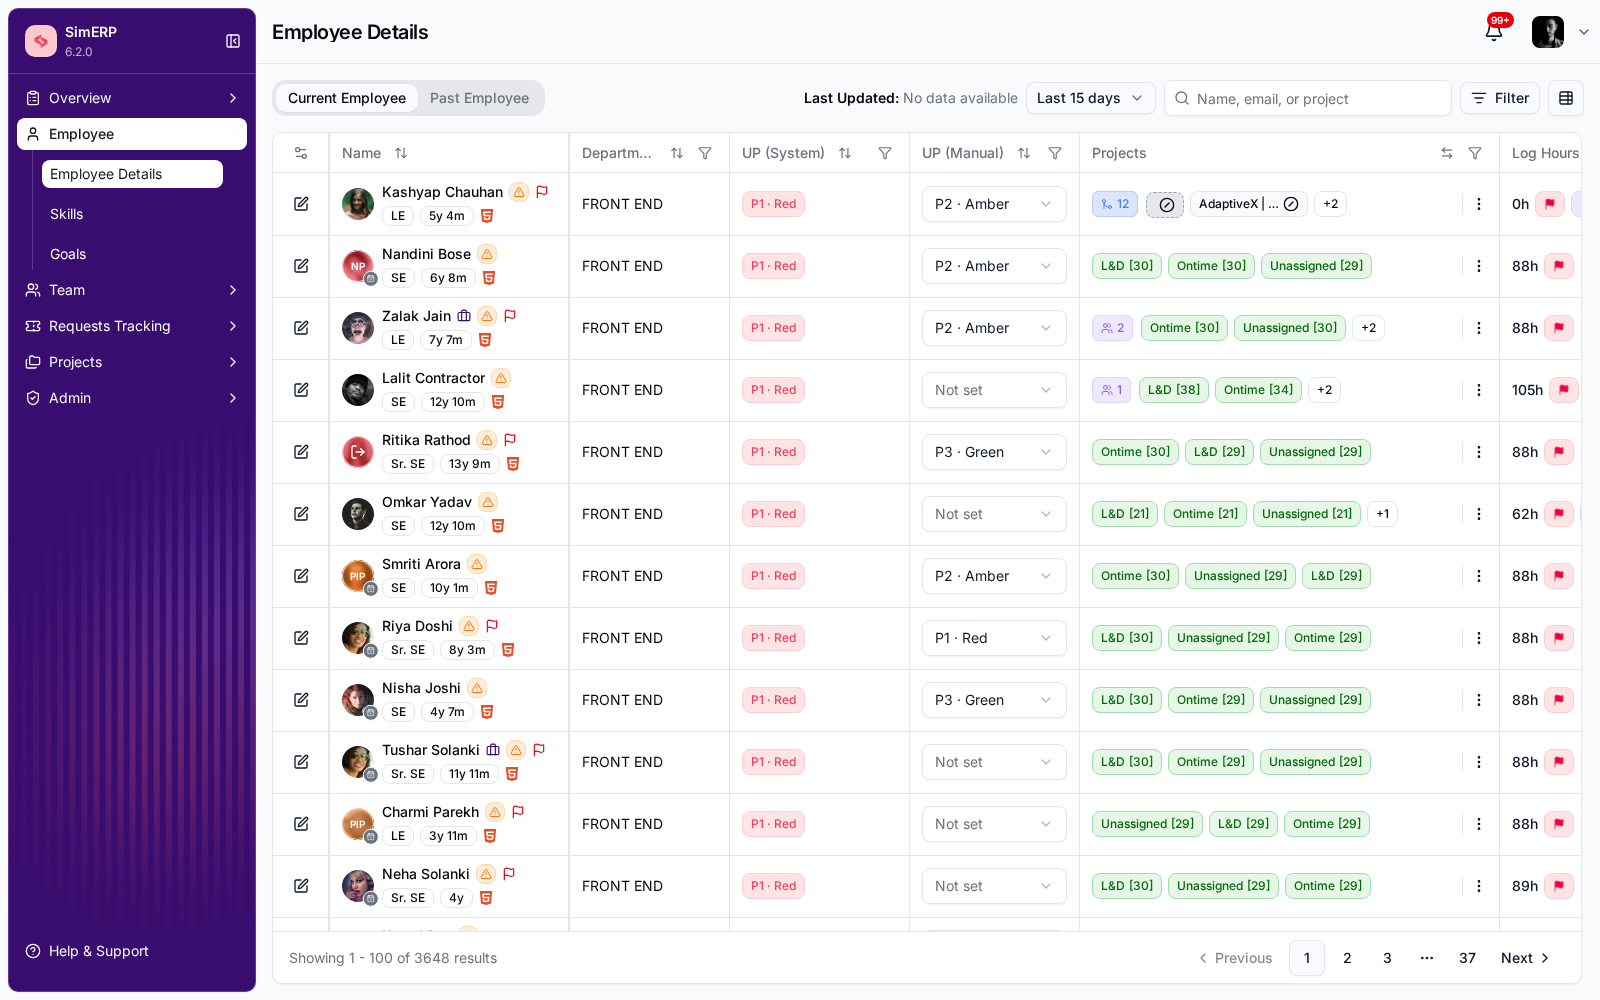 SimERP
6.2.0
Overview
Employee
Employee Details
Skills
Goals
Team
Requests Tracking
Projects
Admin
Help & Support
Employee Details
99+
Current Employee Past Employee
Last Updated: No data available
Last 15 days
Name, email, or project
Filter
Name Departm... UP (System) UP (Manual) Projects Log Hours
Kashyap Chauhan
LE 5y 4m
FRONT END P1 · Red P2 · Amber 12 AdaptiveX | ... +2 0h
Nandini Bose
NP
SE 6y 8m
FRONT END P1 · Red P2 · Amber L&D [30] Ontime [30] Unassigned [29] 88h
Zalak Jain
LE 7y 7m
FRONT END P1 · Red P2 · Amber 2 Ontime [30] Unassigned [30] +2 88h
Lalit Contractor
SE 12y 10m
FRONT END P1 · Red Not set 1 L&D [38] Ontime [34] +2 105h
Ritika Rathod
Sr. SE 13y 9m
FRONT END P1 · Red P3 · Green Ontime [30] L&D [29] Unassigned [29] 88h
Omkar Yadav
SE 12y 10m
FRONT END P1 · Red Not set L&D [21] Ontime [21] Unassigned [21] +1 62h
Smriti Arora
PIP
SE 10y 1m
FRONT END P1 · Red P2 · Amber Ontime [30] Unassigned [29] L&D [29] 88h
Riya Doshi
Sr. SE 8y 3m
FRONT END P1 · Red P1 · Red L&D [30] Unassigned [29] Ontime [29] 88h
Nisha Joshi
SE 4y 7m
FRONT END P1 · Red P3 · Green L&D [30] Ontime [29] Unassigned [29] 88h
Tushar Solanki
Sr. SE 11y 11m
FRONT END P1 · Red Not set L&D [30] Ontime [29] Unassigned [29] 88h
Charmi Parekh
PIP
LE 3y 11m
FRONT END P1 · Red Not set Unassigned [29] L&D [29] Ontime [29] 88h
Neha Solanki
Sr. SE 4y
FRONT END P1 · Red Not set L&D [30] Unassigned [29] Ontime [29] 89h
Showing 1 - 100 of 3648 results
Previous 1 2 3 ··· 37 Next